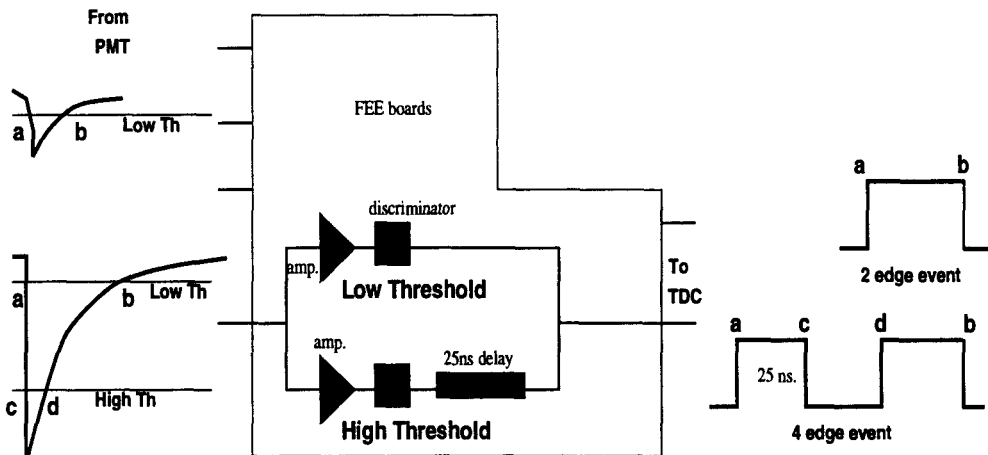 From
PMT
a
b
Low Th
a
b
Low Th
c
d
High Th
FEE boards
discriminator
amp.
Low Threshold
amp.
25ns delay
High Threshold
To
TDC
a
b
2 edge event
a
c
d
b
25 ns.
4 edge event